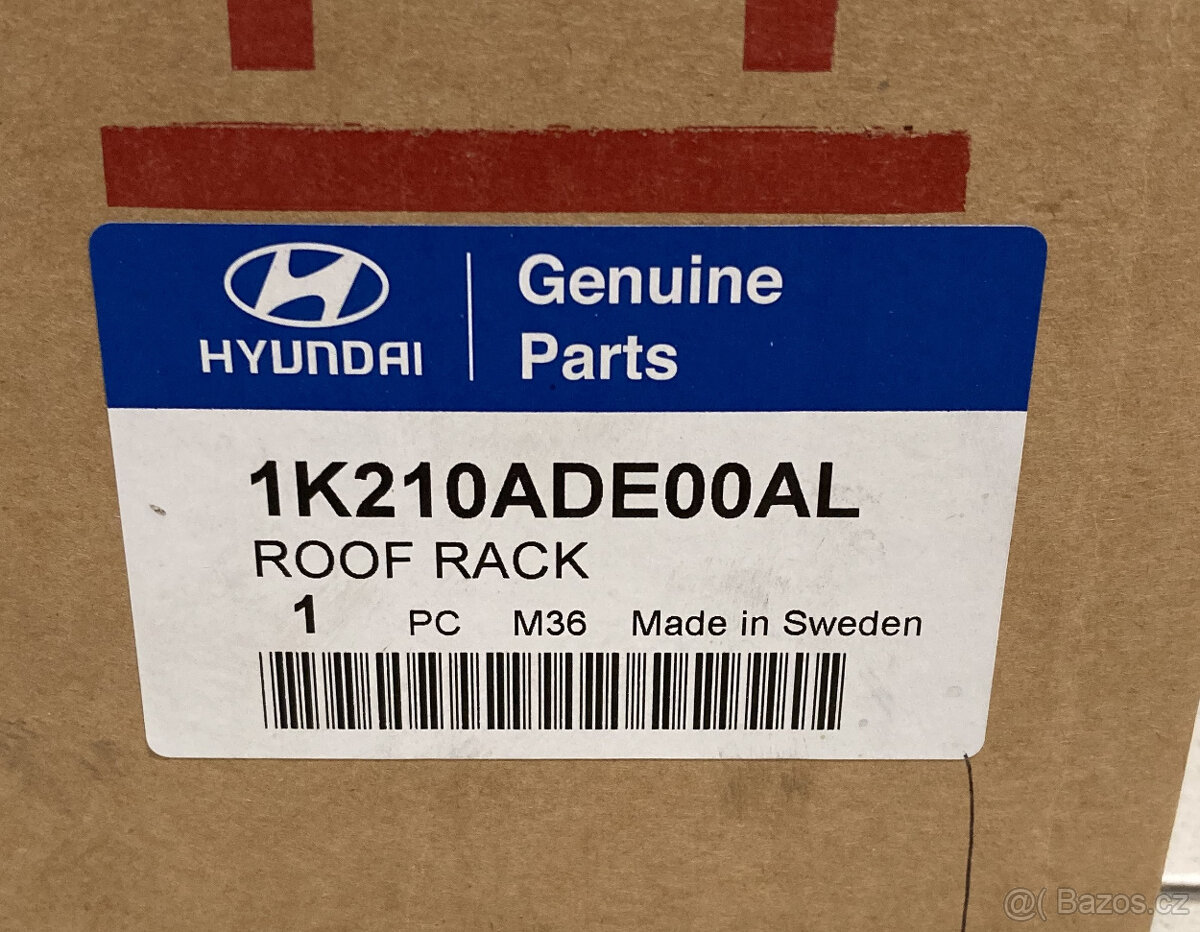 HYUNDAI
Genuine
Parts
1K210ADE00AL
ROOF RACK
1 PC M36 Made in Sweden
@( Bazos.cz